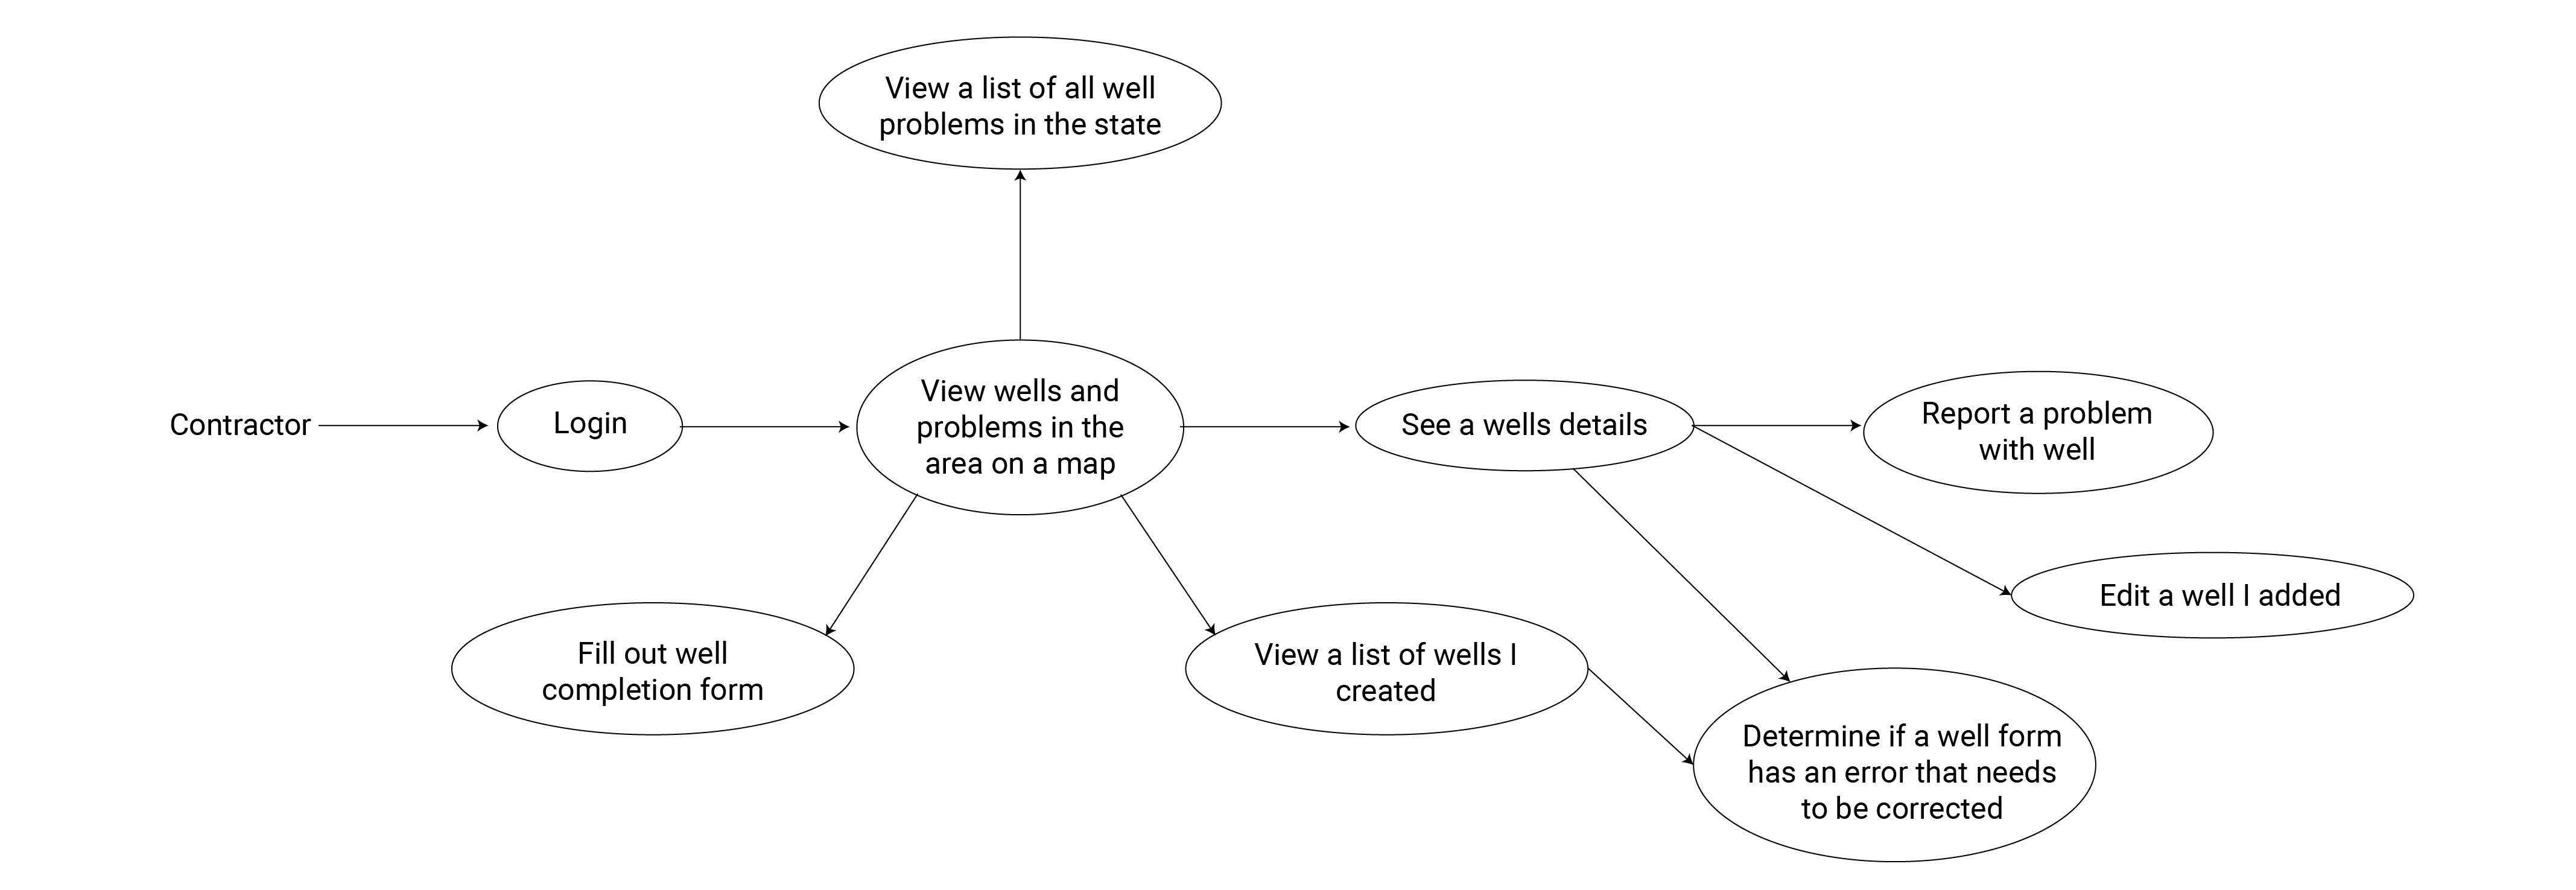 View a list of all well
problems in the state
Contractor
Login
View wells and
problems in the
area on a map
See a wells details
Report a problem
with well
Edit a well I added
Fill out well
completion form
View a list of wells I
created
Determine if a well form
has an error that needs
to be corrected